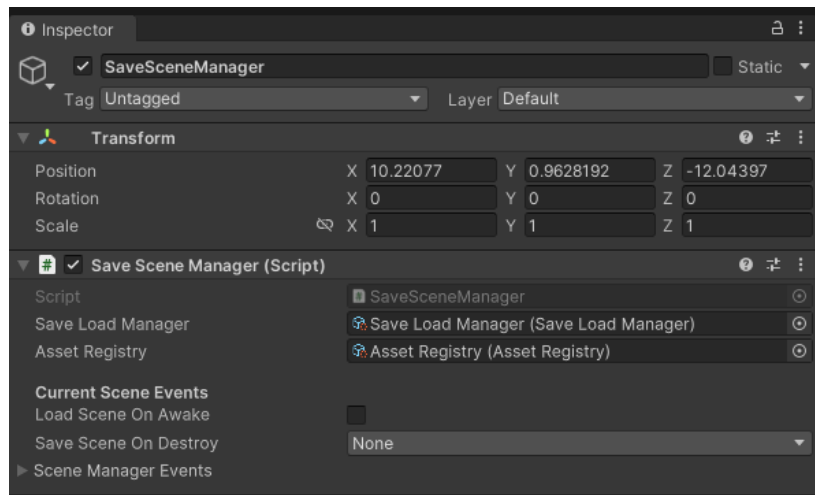 Inspector
SaveSceneManager Static
Tag Untagged Layer Default
Transform
Position X 10.22077 Y 0.9628192 Z -12.04397
Rotation X 0 Y 0 Z 0
Scale X 1 Y 1 Z 1
# Save Scene Manager (Script)
Script # SaveSceneManager
Save Load Manager Save Load Manager (Save Load Manager)
Asset Registry Asset Registry (Asset Registry)
Current Scene Events
Load Scene On Awake
Save Scene On Destroy None
Scene Manager Events